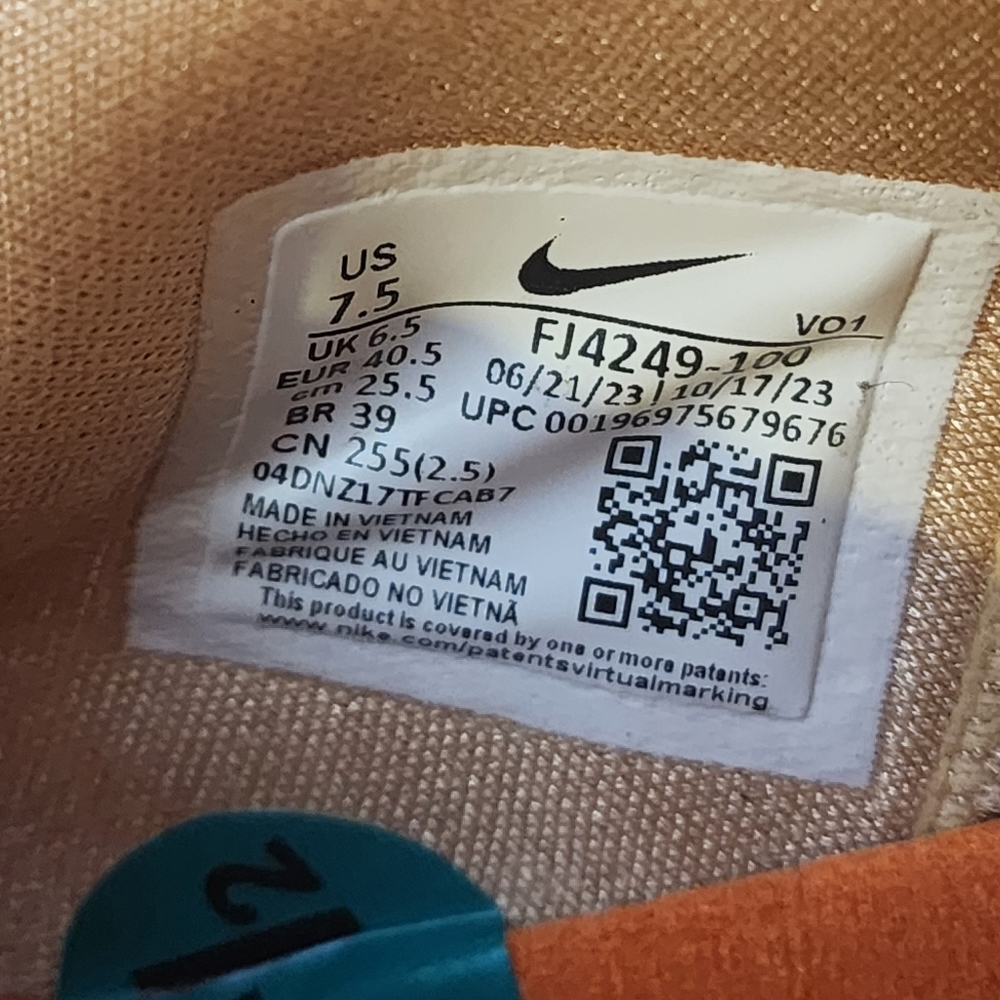 US
7.5
UK 6.5
EUR 40.5
cm 25.5
BR 39
CN 255(2.5)
VO1
FJ4249-100
06/21/23 | 10/17/23
UPC 00196975679676
04DNZ17TFCAB7
MADE IN VIETNAM
HECHO EN VIETNAM
FABRIQUE AU VIETNAM
FABRICADO NO VIETNÃ
This product is covered by one or more patents:
www.nike.com/patentsvirtualmarking